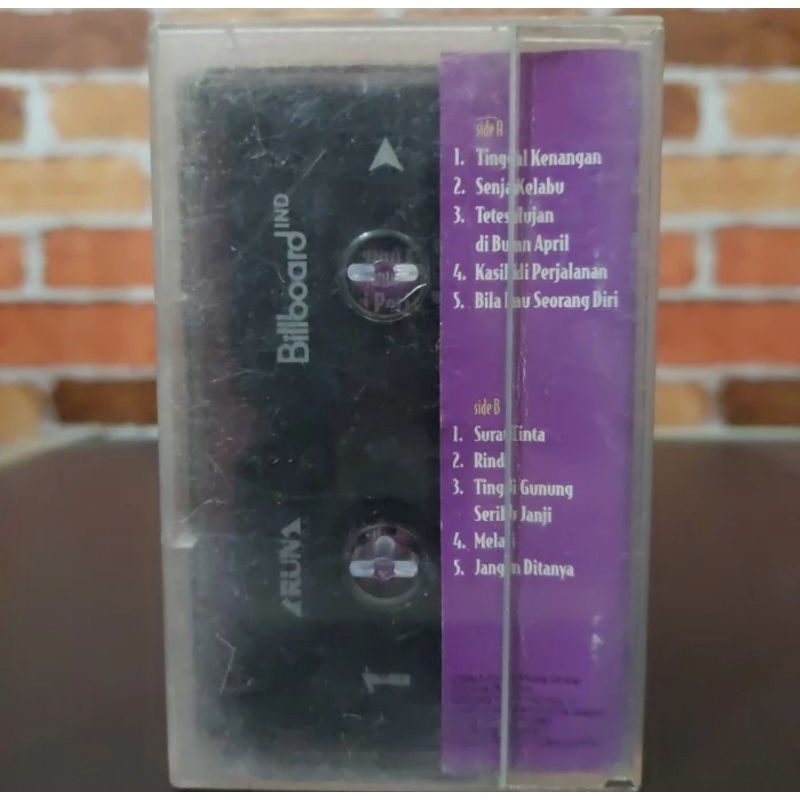 side A
1. Tinggal Kenangan
2. Senja Kelabu
3. Tetes Hujan
di Bulan April
4. Kasih di Perjalanan
5. Bila Kau Seorang Diri
side B
1. Surat Cinta
2. Rindu
3. Tinggi Gunung
Seribu Janji
4. Melati
5. Jangan Ditanya
Billboard IND
RUN
1